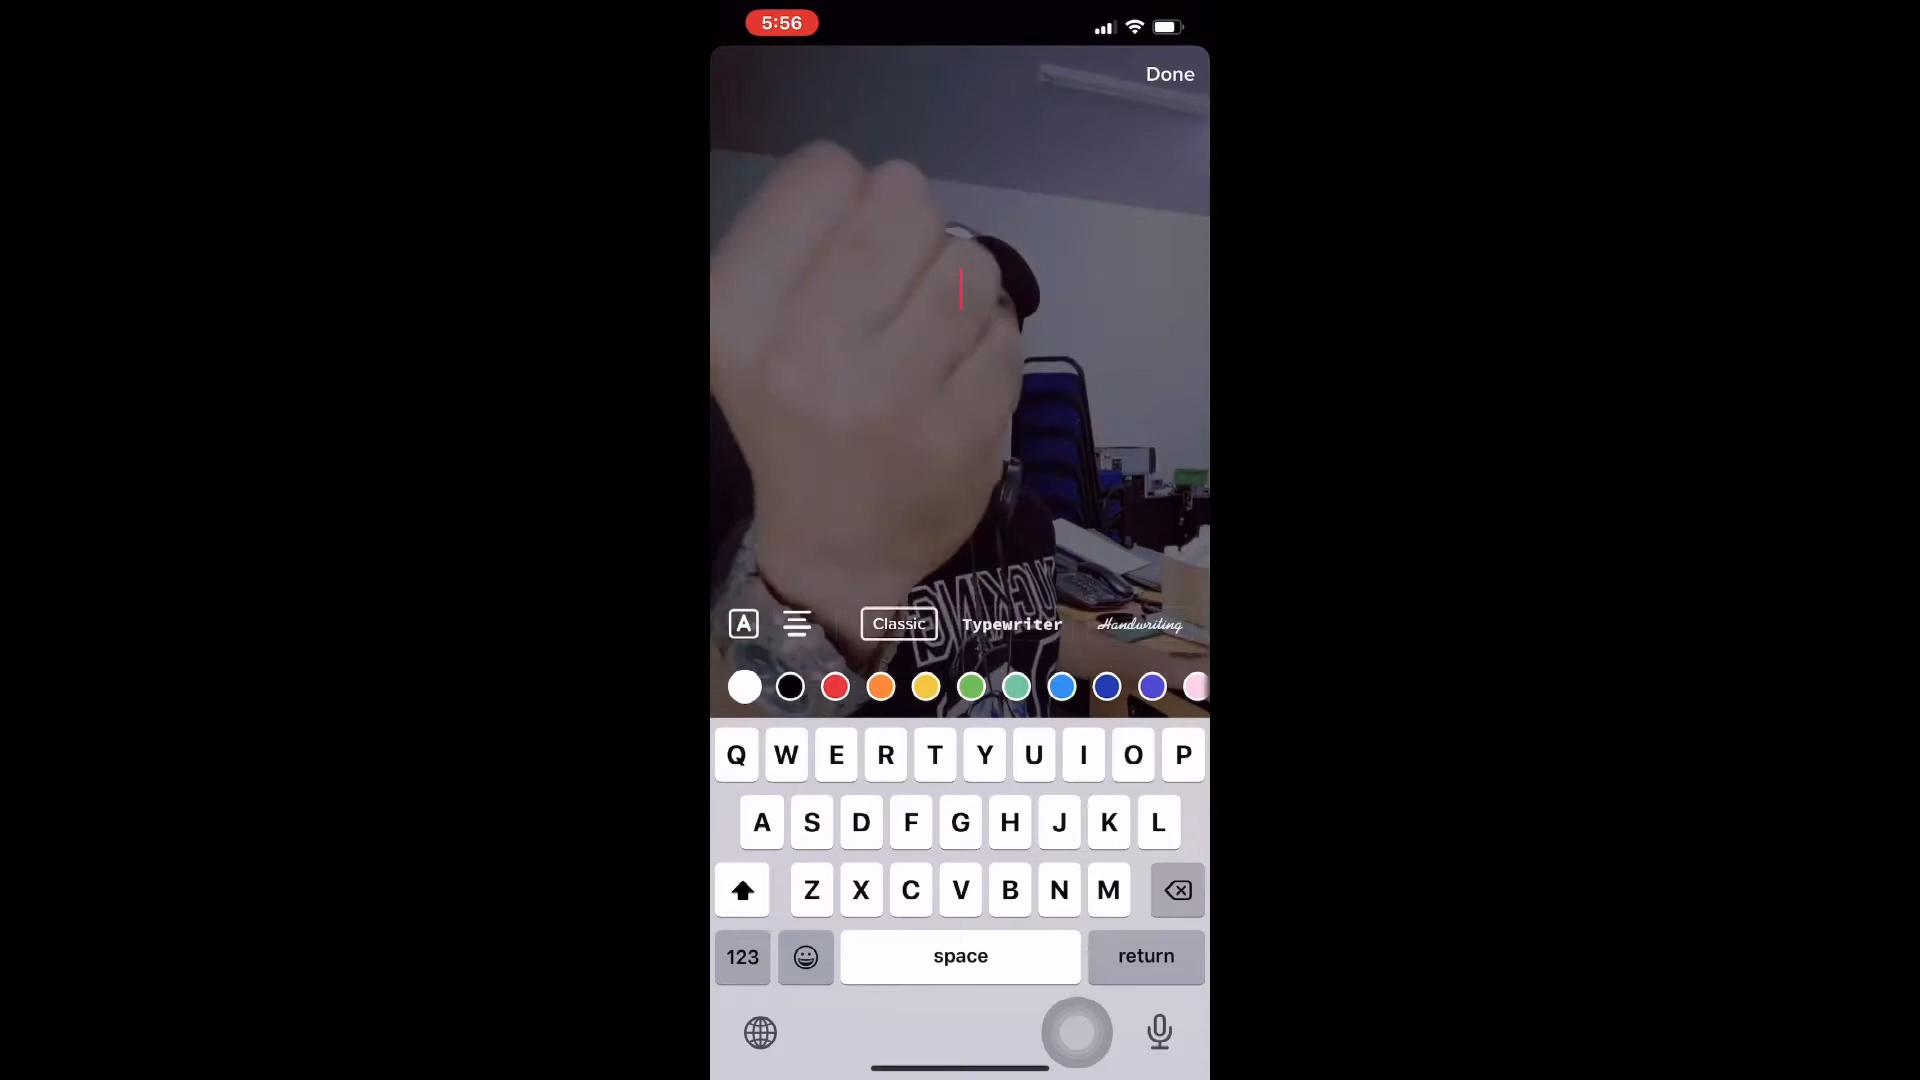 5:56
Done
A Classic Typewriter Handwriting
Q W E R T Y U I O P
A S D F G H J K L
Z X C V B N M
123 space return